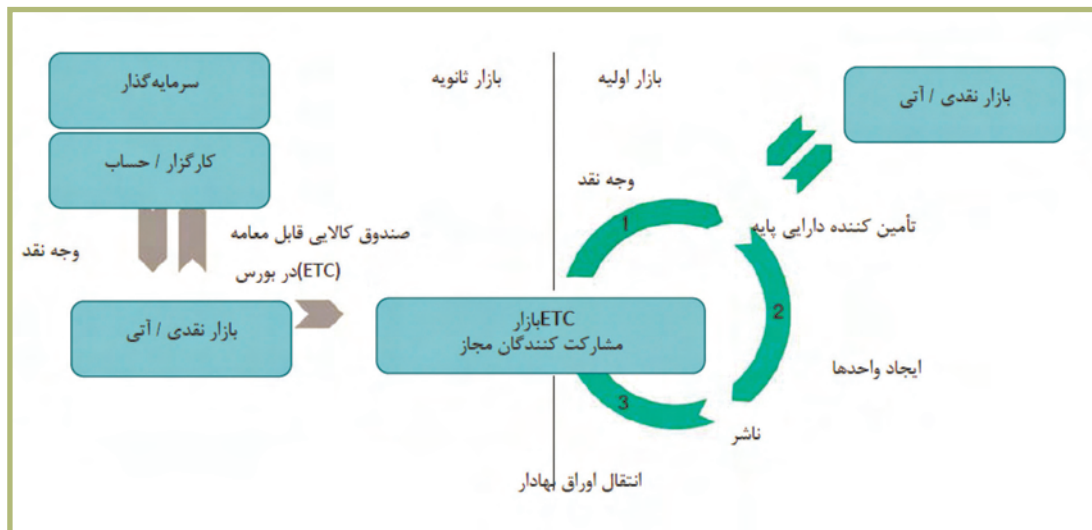 بازار نقدی / آتی
بازار اولیه
بازار ثانویه
سرمایه‌گذار
کارگزار / حساب
وجه نقد
1
تأمین کننده دارایی پایه
صندوق کالایی قابل معامه
(ETC)در بورس
وجه نقد
بازار نقدی / آتی
ETCبازار
مشارکت کنندگان مجاز
2
ایجاد واحدها
3
ناشر
انتقال اوراق بهادار